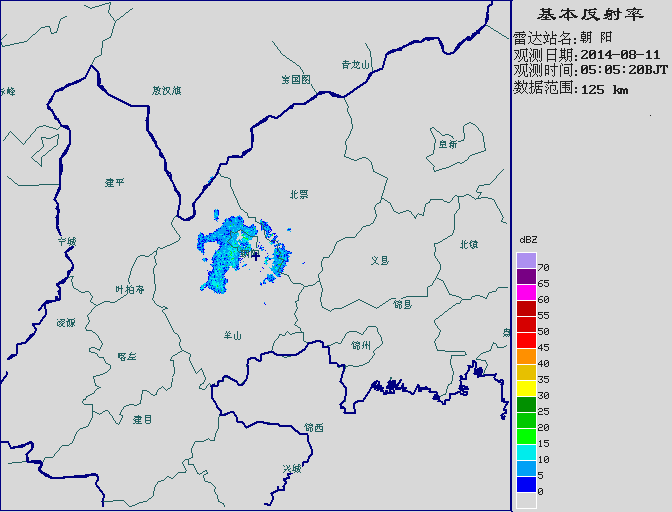 基本反射率
雷达站名:朝 阳
观测日期:2014-08-11
观测时间:05:05:20BJT
数据范围:125 km
青龙山
宝国图
敖汉旗
赤峰
阜新
建平
北票
宁城
北镇
义县
朝阳
叶柏寿
锦县
凌源
羊山
锦州
喀左
建昌
锦西
兴城
dBZ
70
65
60
55
50
45
40
35
30
25
20
15
10
5
0